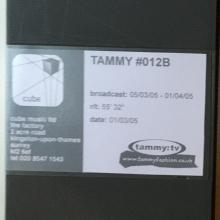 TAMMY #012B
broadcast: 05/03/05 - 01/04/05
r/t: 55' 32"
date: 01/03/05
cube
cube music ltd
the factory
2 acre road
kingston-upon-thames
surrey
kt2 6ef
tel 020 8547 1543
tammy:tv
www.tammyfashion.co.uk